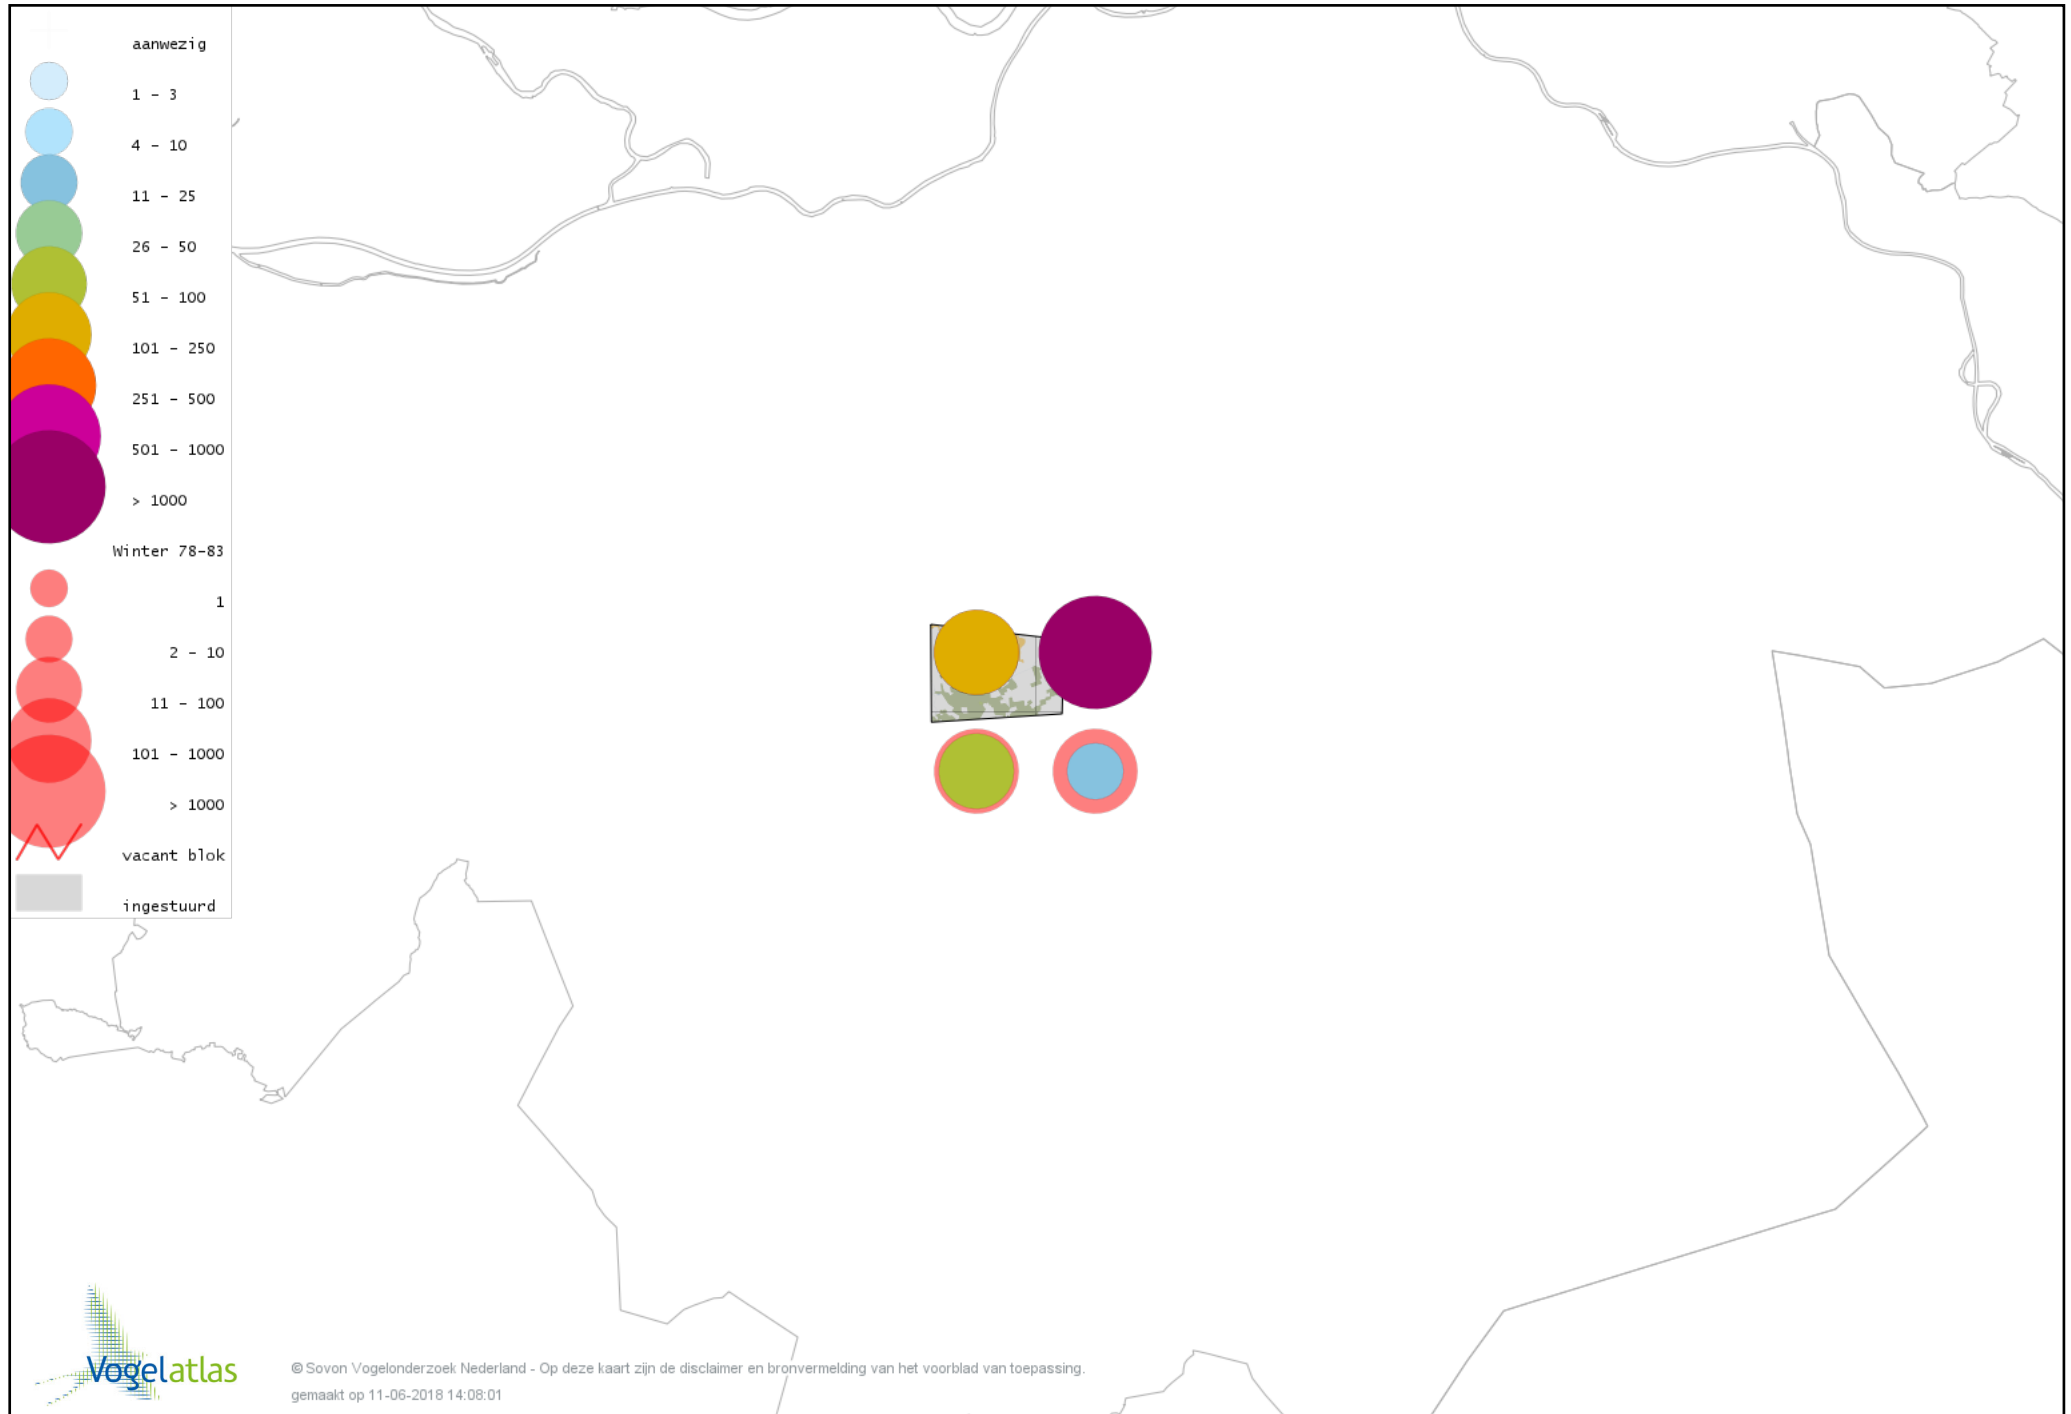 aanwezig
1 - 3
4 - 10
11 - 25
26 - 50
51 - 100
101 - 250
251 - 500
501 - 1000
> 1000
Winter 78-83
1
2 - 10
11 - 100
101 - 1000
> 1000
vacant blok
ingestuurd
Vogelatlas
© Sovon Vogelonderzoek Nederland - Op deze kaart zijn de disclaimer en bronvermelding van het voorblad van toepassing.
gemaakt op 11-06-2018 14:08:01